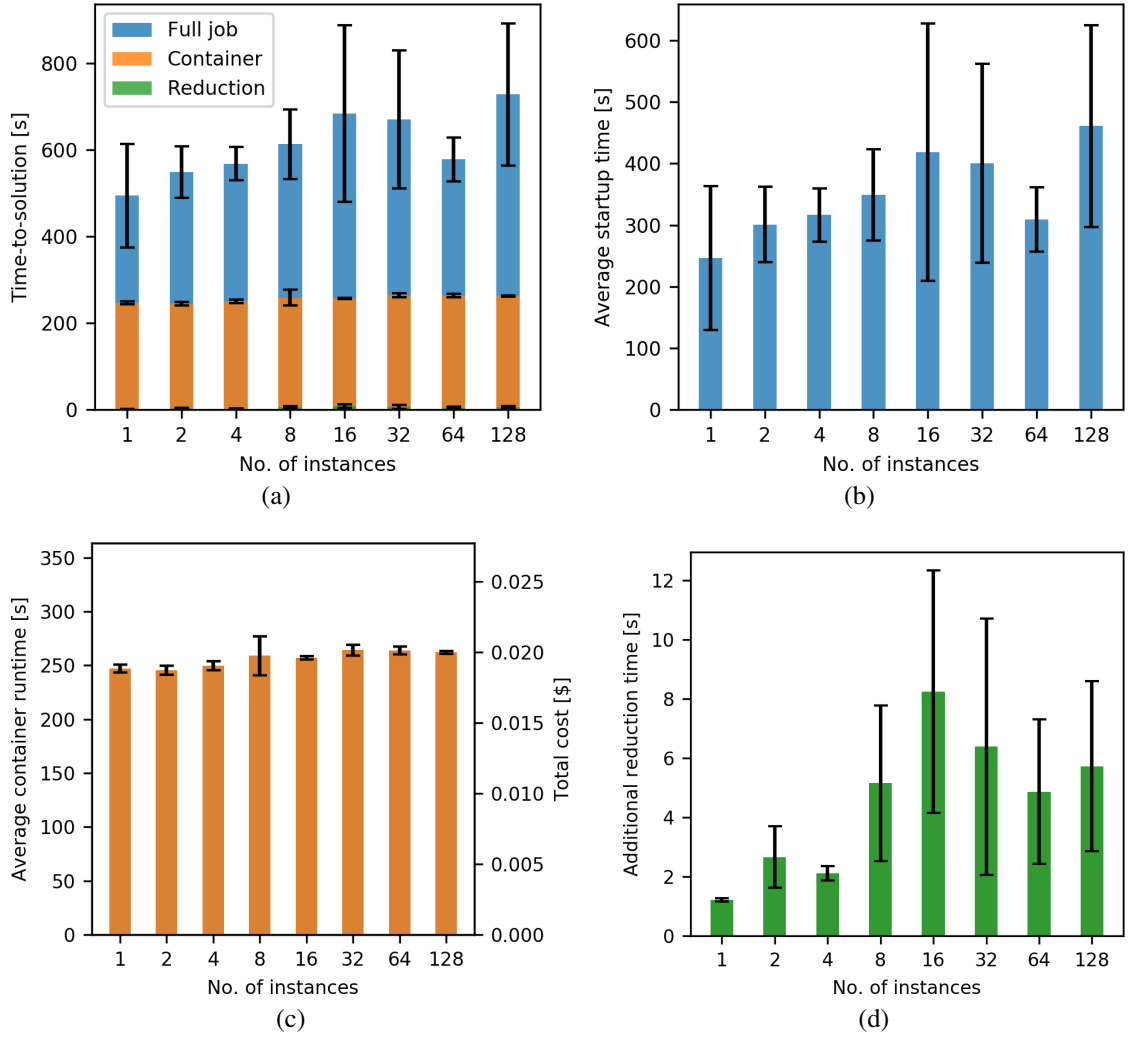 Full job
Container
Reduction
Time-to-solution [s]
800
600
400
200
0
1 2 4 8 16 32 64 128
No. of instances
(a)
Average startup time [s]
600
500
400
300
200
100
0
1 2 4 8 16 32 64 128
No. of instances
(b)
Average container runtime [s]
350
300
250
200
150
100
50
0
Total cost [$]
0.025
0.020
0.015
0.010
0.005
0.000
1 2 4 8 16 32 64 128
No. of instances
(c)
Additional reduction time [s]
12
10
8
6
4
2
0
1 2 4 8 16 32 64 128
No. of instances
(d)